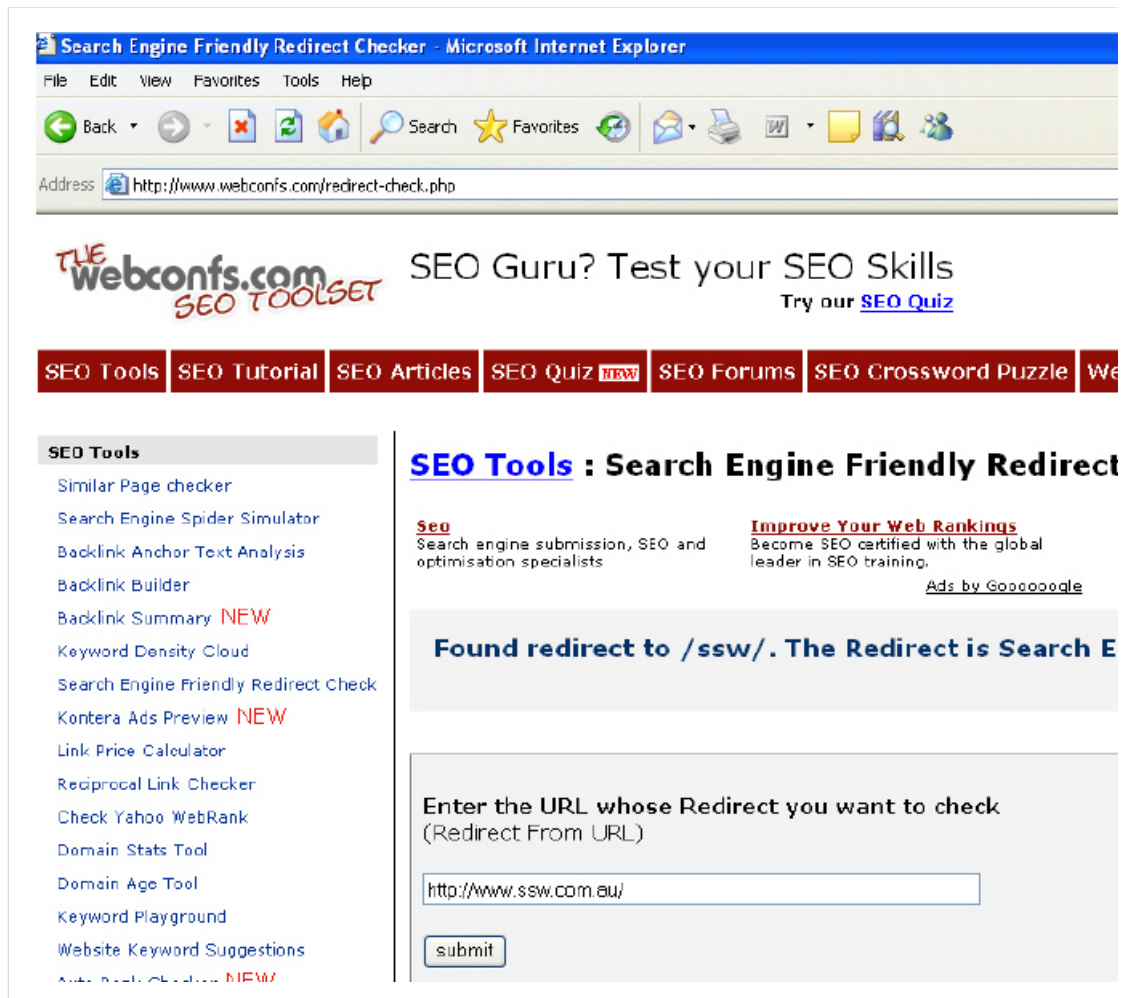 Search Engine Friendly Redirect Checker - Microsoft Internet Explorer
File Edit View Favorites Tools Help
Back Search Favorites W
Address http://www.webconfs.com/redirect-check.php
THE
webconfs.com
SEO TOOLSET
SEO Guru? Test your SEO Skills
Try our SEO Quiz
SEO Tools SEO Tutorial SEO Articles SEO Quiz NEW SEO Forums SEO Crossword Puzzle We
SEO Tools
Similar Page checker
Search Engine Spider Simulator
Backlink Anchor Text Analysis
Backlink Builder
Backlink Summary NEW
Keyword Density Cloud
Search Engine Friendly Redirect Check
Kontera Ads Preview NEW
Link Price Calculator
Reciprocal Link Checker
Check Yahoo WebRank
Domain Stats Tool
Domain Age Tool
Keyword Playground
Website Keyword Suggestions
Auto Rank Checker NEW
SEO Tools : Search Engine Friendly Redirect
Seo
Search engine submission, SEO and
optimisation specialists
Improve Your Web Rankings
Become SEO certified with the global
leader in SEO training.
Ads by Goooooogle
Found redirect to /ssw/. The Redirect is Search E
Enter the URL whose Redirect you want to check
(Redirect From URL)
http://www.ssw.com.au/
submit